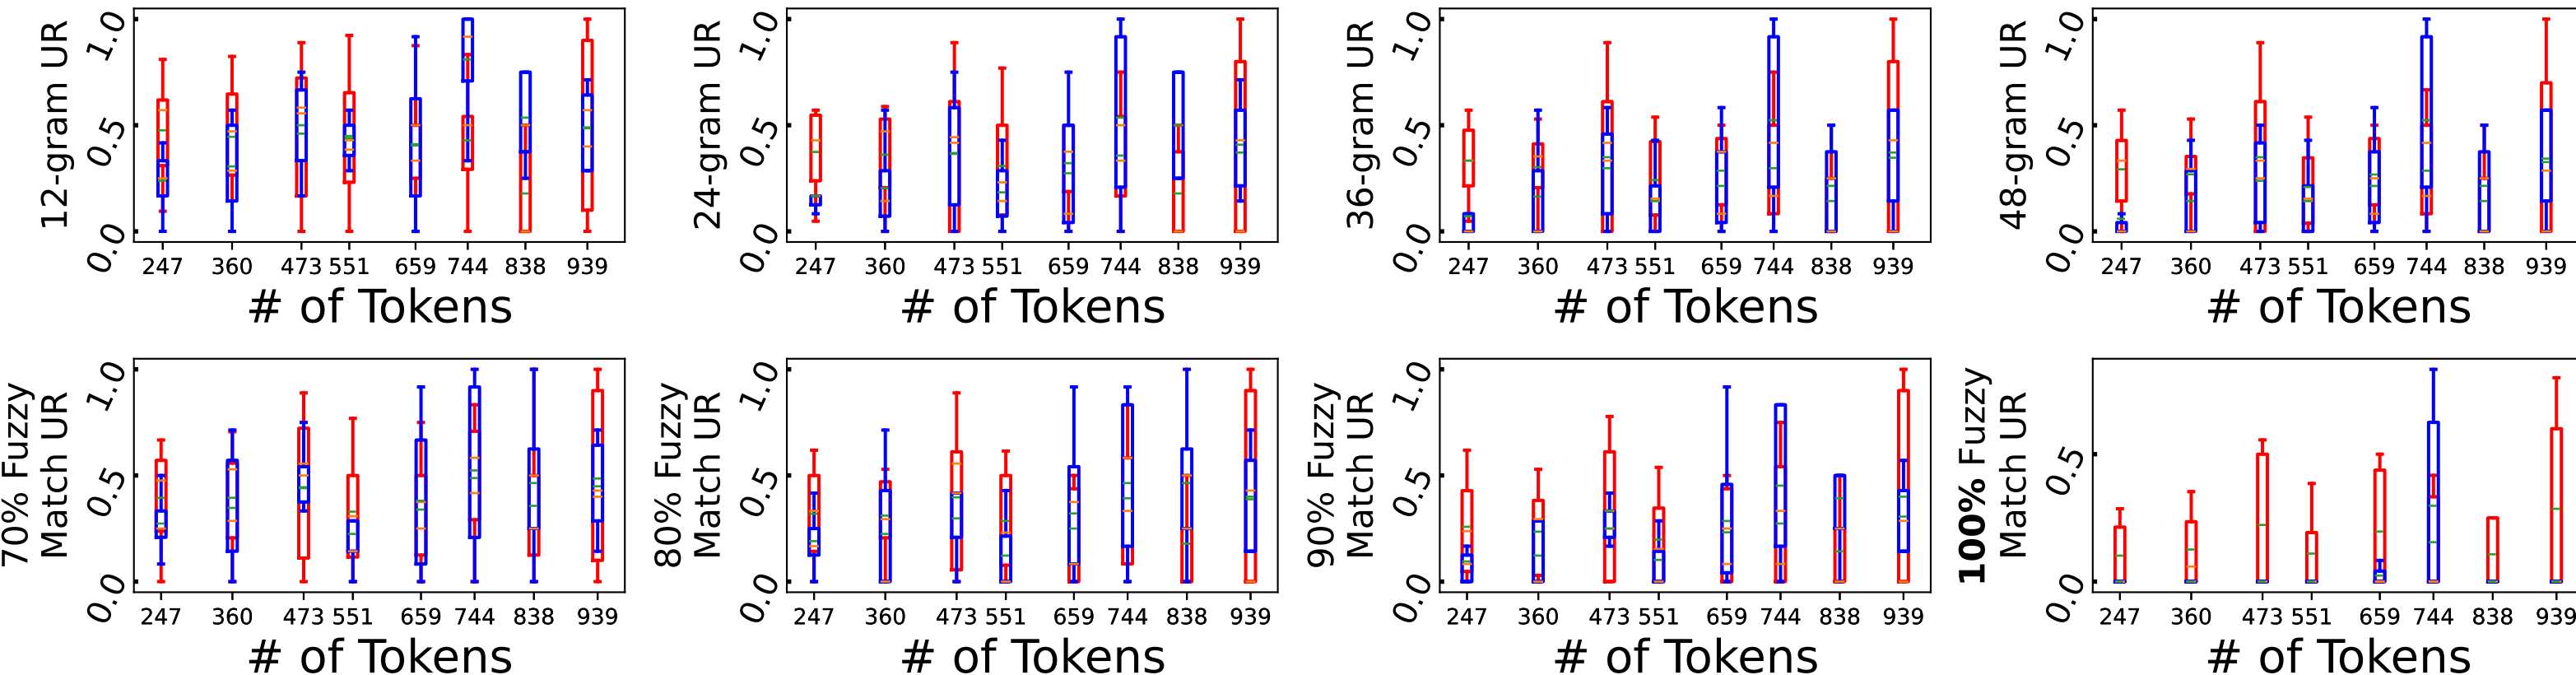 12-gram UR
1.0
0.5
0.0
247 360 473 551 659 744 838 939
# of Tokens
24-gram UR
1.0
0.5
0.0
247 360 473 551 659 744 838 939
# of Tokens
36-gram UR
1.0
0.5
0.0
247 360 473 551 659 744 838 939
# of Tokens
48-gram UR
1.0
0.5
0.0
247 360 473 551 659 744 838 939
# of Tokens
70% Fuzzy
Match UR
1.0
0.5
0.0
247 360 473 551 659 744 838 939
# of Tokens
80% Fuzzy
Match UR
1.0
0.5
0.0
247 360 473 551 659 744 838 939
# of Tokens
90% Fuzzy
Match UR
1.0
0.5
0.0
247 360 473 551 659 744 838 939
# of Tokens
100% Fuzzy
Match UR
0.5
0.0
247 360 473 551 659 744 838 939
# of Tokens